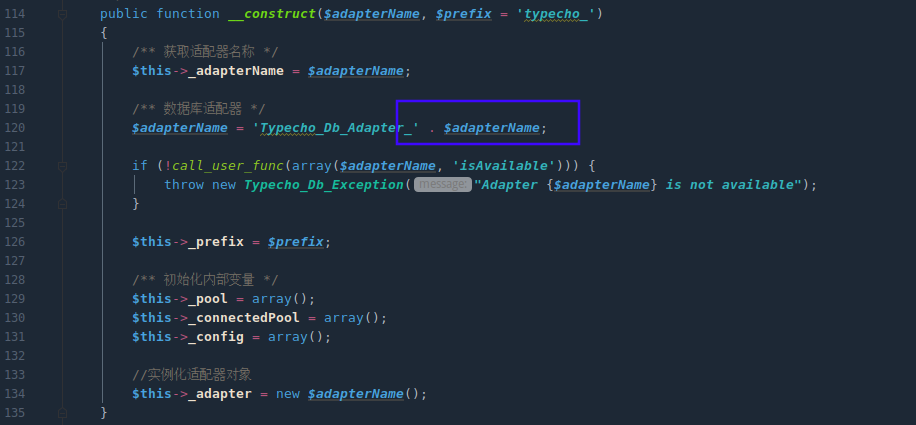 114 public function __construct($adapterName, $prefix = 'typecho_')
115 {
116 /** 获取适配器名称 */
117 $this->_adapterName = $adapterName;
118
119 /** 数据库适配器 */
120 $adapterName = 'Typecho_Db_Adapter_' . $adapterName;
121
122 if (!call_user_func(array($adapterName, 'isAvailable'))) {
123 throw new Typecho_Db_Exception( message: "Adapter {$adapterName} is not available");
124 }
125
126 $this->_prefix = $prefix;
127
128 /** 初始化内部变量 */
129 $this->_pool = array();
130 $this->_connectedPool = array();
131 $this->_config = array();
132
133 //实例化适配器对象
134 $this->_adapter = new $adapterName();
135 }